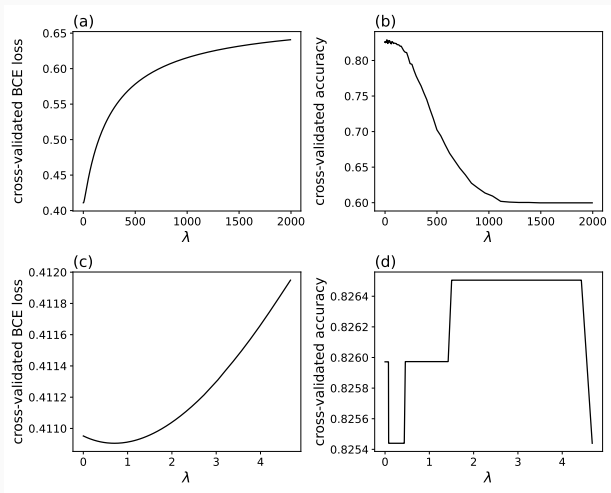 (a)
cross-validated BCE loss
0.65
0.60
0.55
0.50
0.45
0.40
0 500 1000 1500 2000
λ
(b)
cross-validated accuracy
0.80
0.75
0.70
0.65
0.60
0 500 1000 1500 2000
λ
(c)
cross-validated BCE loss
0.4120
0.4118
0.4116
0.4114
0.4112
0.4110
0 1 2 3 4
λ
(d)
cross-validated accuracy
0.8264
0.8262
0.8260
0.8258
0.8256
0.8254
0 1 2 3 4
λ